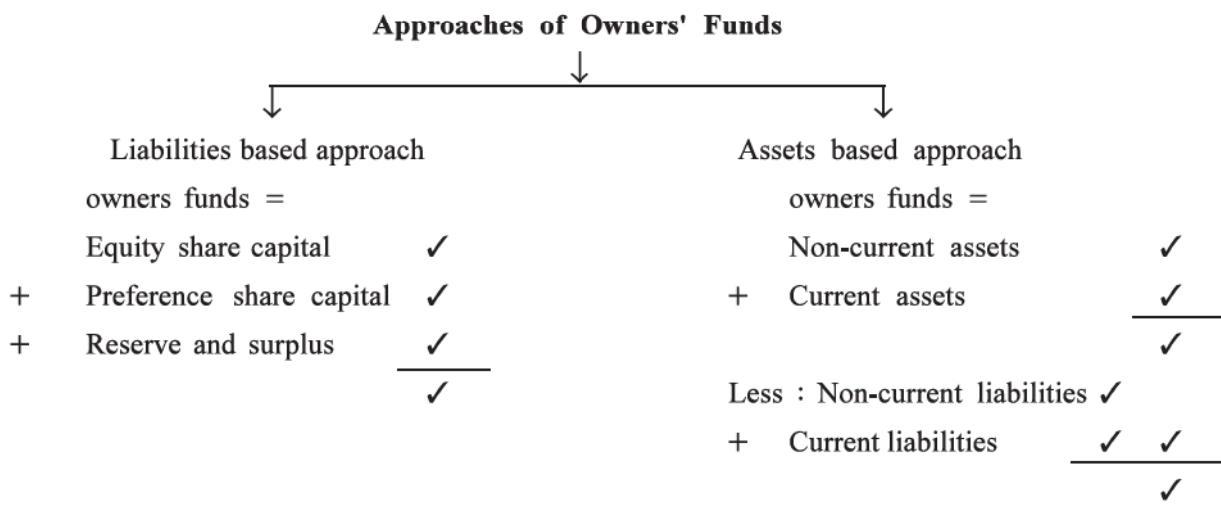 Approaches of Owners' Funds
Liabilities based approach
owners funds =
Equity share capital ✓
+ Preference share capital ✓
+ Reserve and surplus ✓
✓
Assets based approach
owners funds =
Non-current assets ✓
+ Current assets ✓
✓
Less : Non-current liabilities ✓
+ Current liabilities ✓ ✓
✓